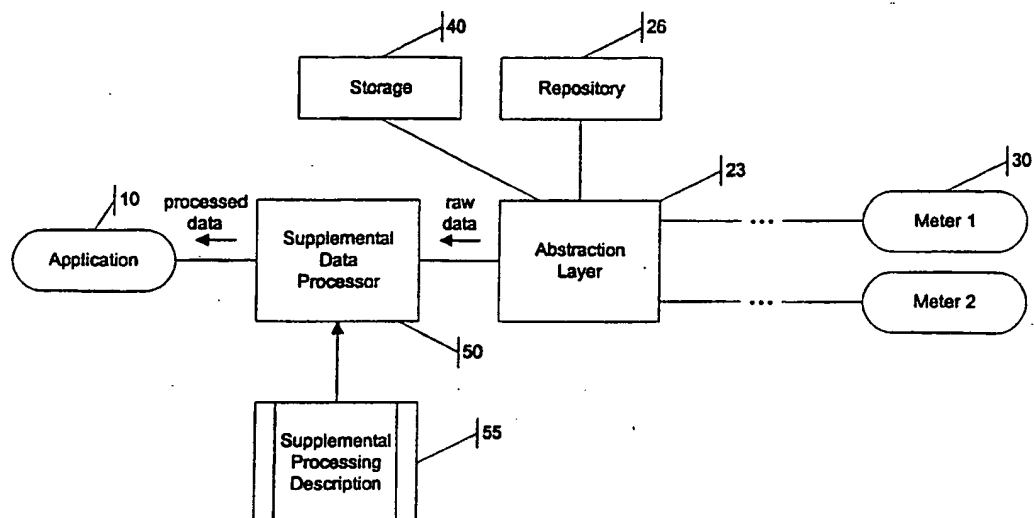 40
26
Storage
Repository
23
30
10
processed
data
raw
data
Application
Supplemental
Data
Processor
Abstraction
Layer
Meter 1
...
Meter 2
...
50
Supplemental
Processing
Description
55